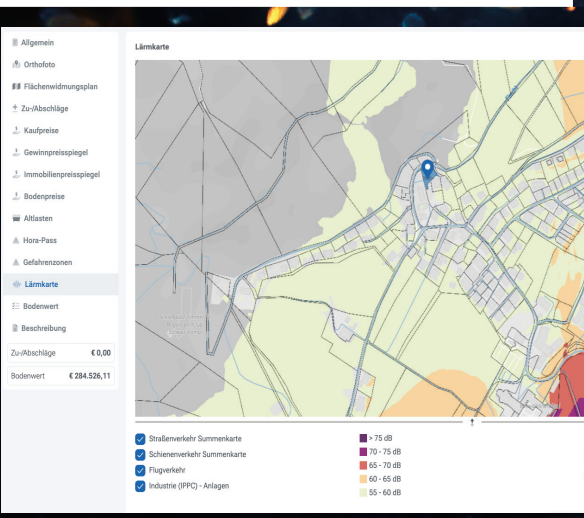 Allgemein
Orthofoto
Flächenwidmungsplan
Zu-/Abschläge
Kaufpreise
Gewinnpreisspiegel
Immobilienpreisspiegel
Bodenpreise
Altlasten
Hora-Pass
Gefahrenzonen
Lärmkarte
Bodenwert
Beschreibung
Zu-/Abschläge € 0,00
Bodenwert € 284.526,11
Lärmkarte
Straßenverkehr Summenkarte
Schienenverkehr Summenkarte
Flugverkehr
Industrie (IPPC) - Anlagen
> 75 dB
70 - 75 dB
65 - 70 dB
60 - 65 dB
55 - 60 dB